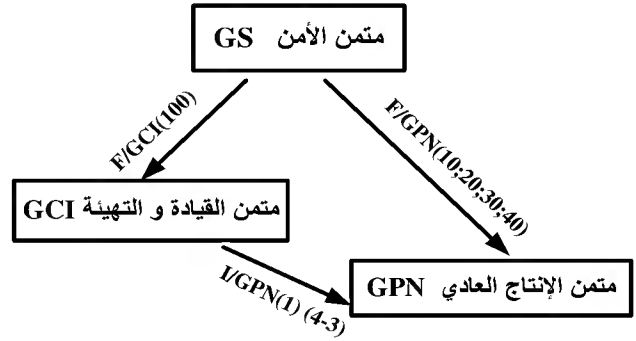 متمن الأمن GS
F/GCI(100)
F/GPN(10;20;30;40)
متمن القيادة و التهيئة GCI
I/GPN(1) (4-3)
متمن الإنتاج العادي GPN